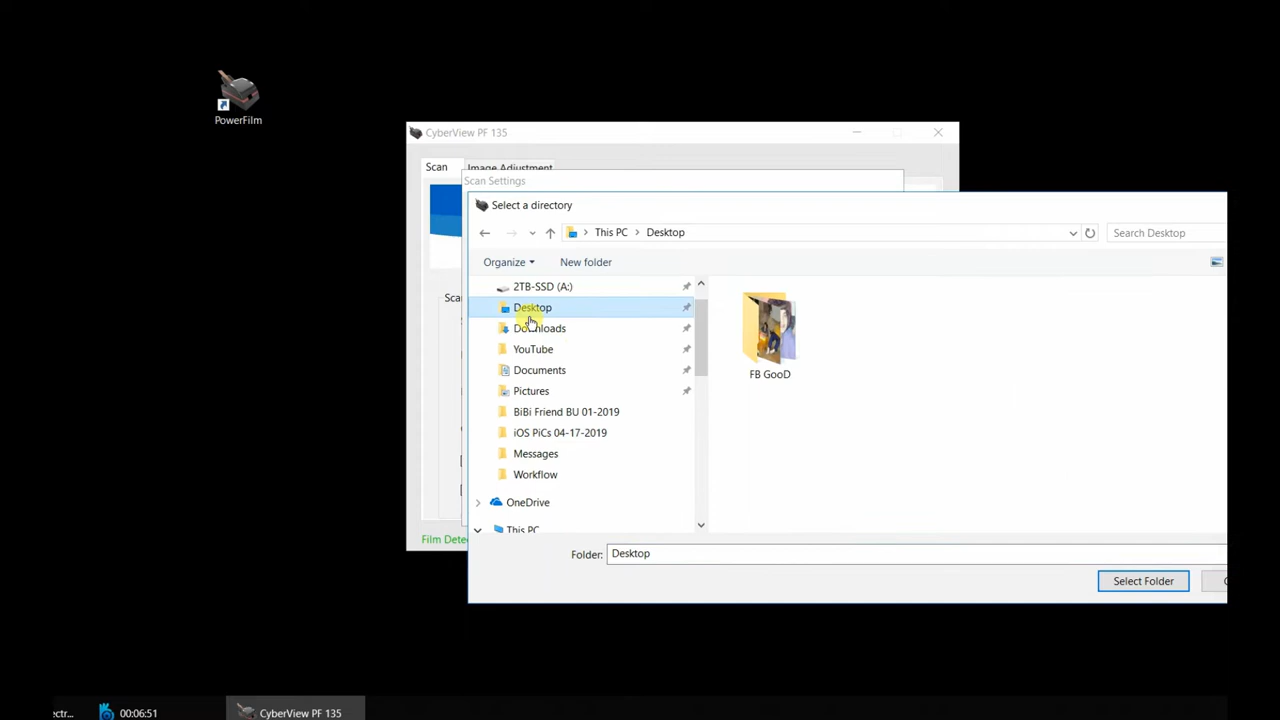 PowerFilm
CyberView PF 135
Scan
Image Adjustment
Scan Settings
Select a directory
This PC
Desktop
Search Desktop
Organize
New folder
2TB-SSD (A:)
Desktop
Downloads
YouTube
Documents
Pictures
BiBi Friend BU 01-2019
iOS PiCs 04-17-2019
Messages
Workflow
OneDrive
This PC
FB GooD
Film Dete
Folder:
Desktop
Select Folder
ectr...
00:06:51
CyberView PF 135